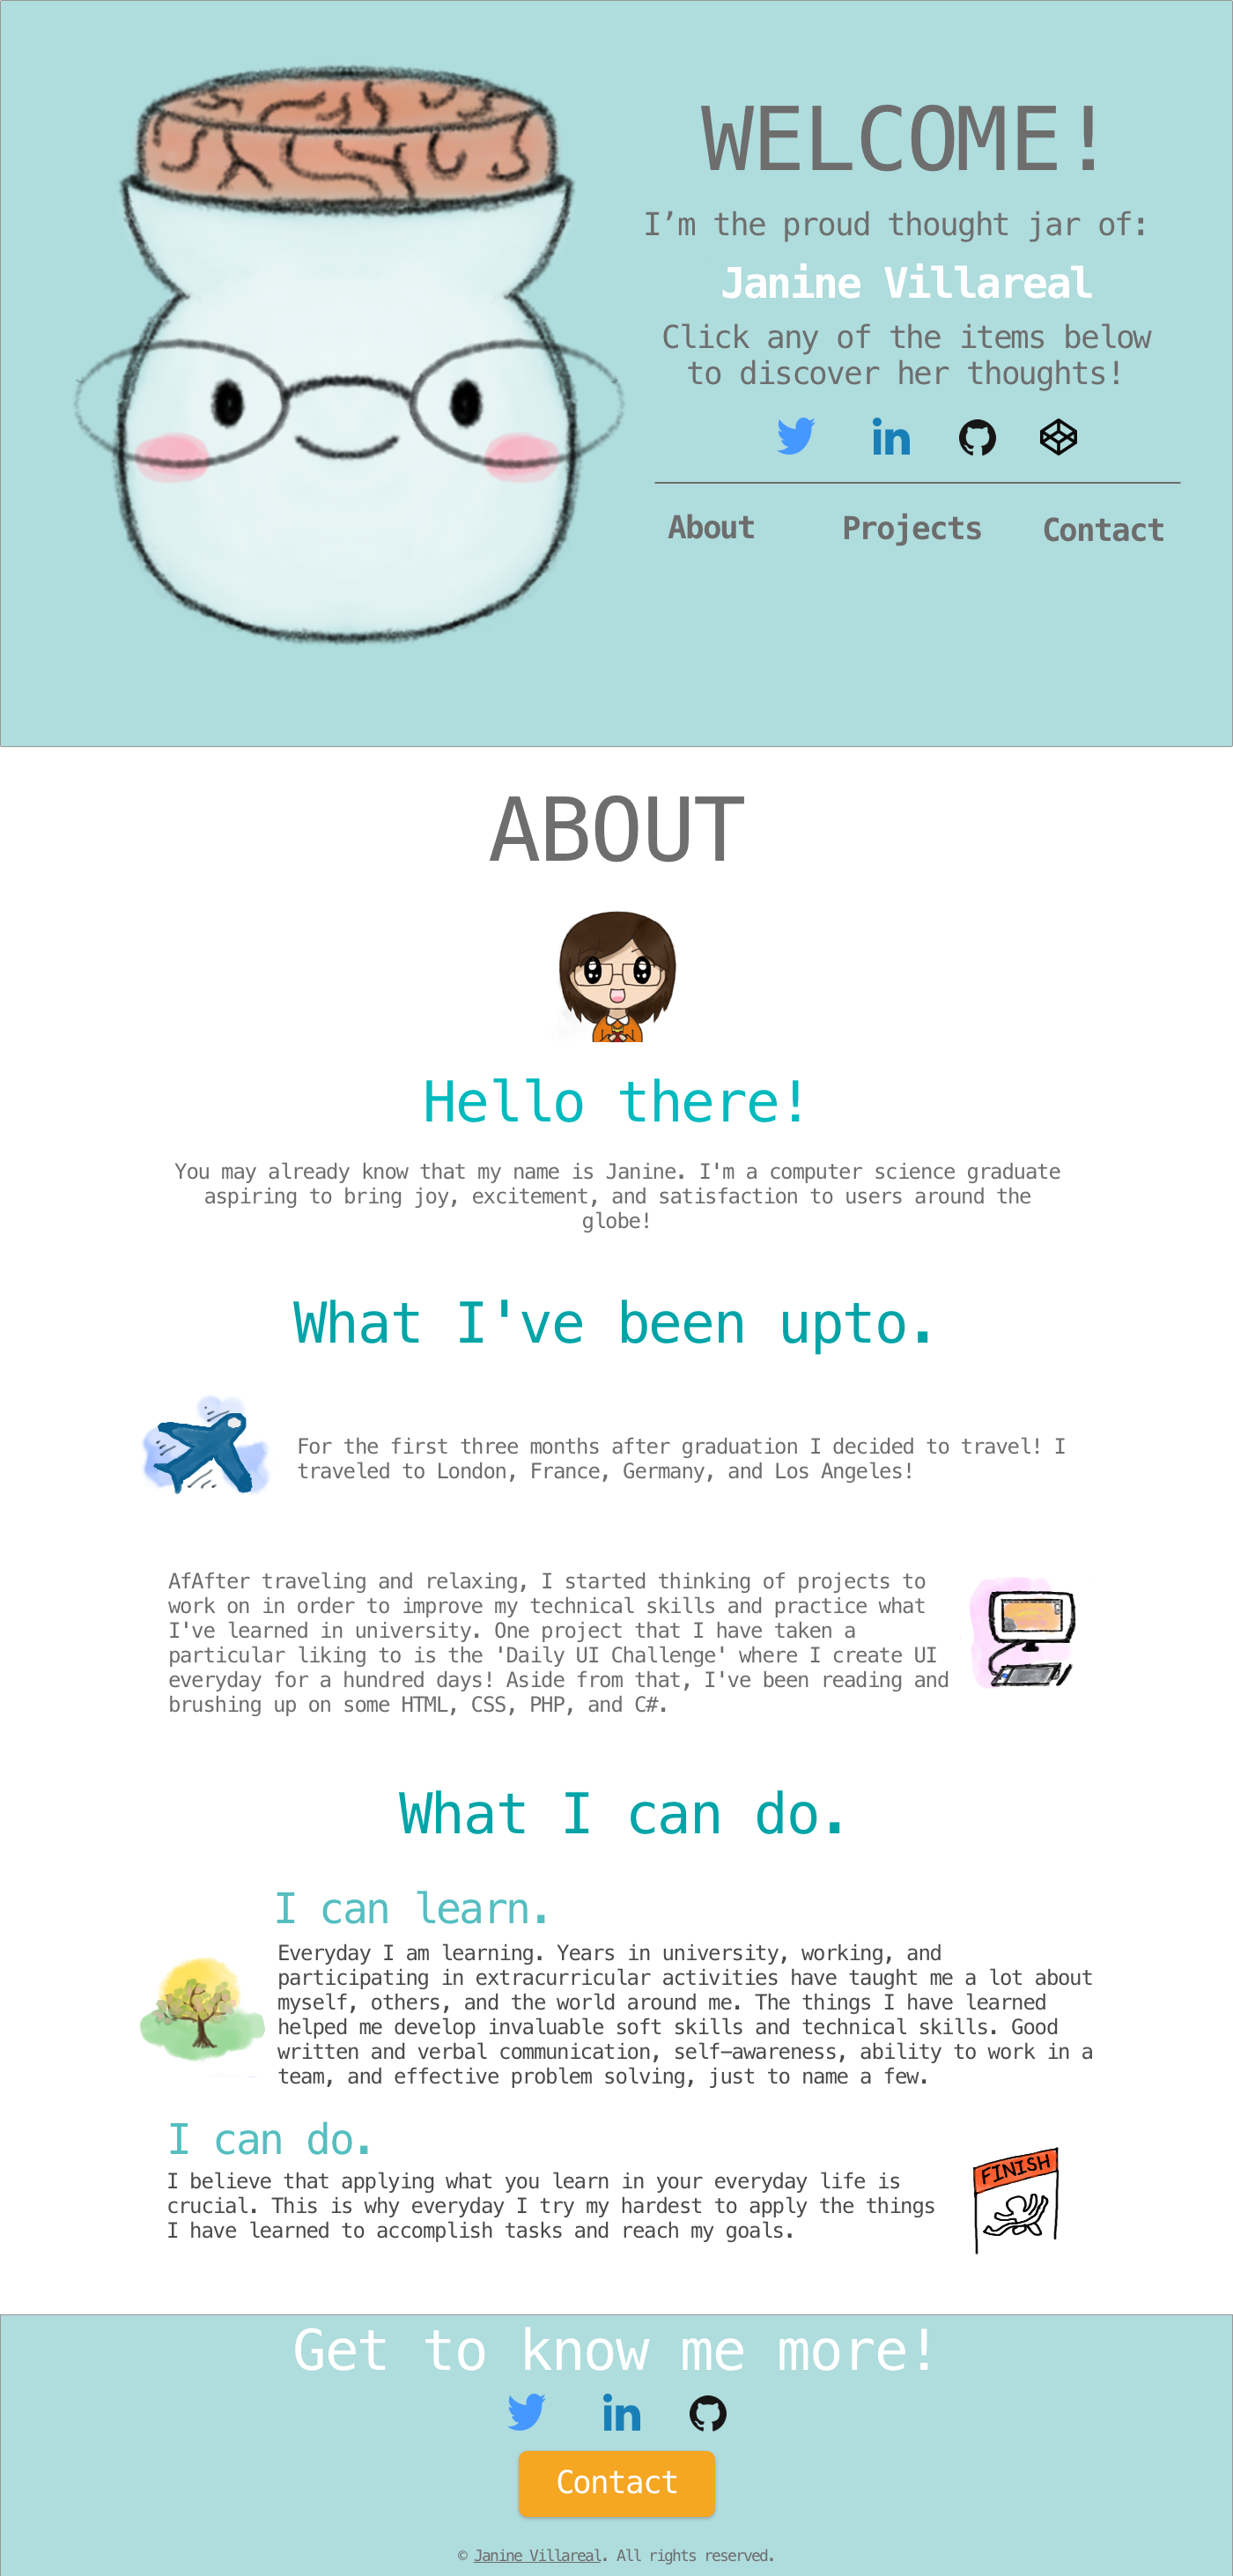 WELCOME!
I’m the proud thought jar of:
Janine Villareal
Click any of the items below
to discover her thoughts!
in
About Projects Contact
ABOUT
Hello there!
You may already know that my name is Janine. I'm a computer science graduate
aspiring to bring joy, excitement, and satisfaction to users around the
globe!
What I've been upto.
For the first three months after graduation I decided to travel! I
traveled to London, France, Germany, and Los Angeles!
AfAfter traveling and relaxing, I started thinking of projects to
work on in order to improve my technical skills and practice what
I've learned in university. One project that I have taken a
particular liking to is the 'Daily UI Challenge' where I create UI
everyday for a hundred days! Aside from that, I've been reading and
brushing up on some HTML, CSS, PHP, and C#.
What I can do.
I can learn.
Everyday I am learning. Years in university, working, and
participating in extracurricular activities have taught me a lot about
myself, others, and the world around me. The things I have learned
helped me develop invaluable soft skills and technical skills. Good
written and verbal communication, self-awareness, ability to work in a
team, and effective problem solving, just to name a few.
I can do.
I believe that applying what you learn in your everyday life is
crucial. This is why everyday I try my hardest to apply the things
I have learned to accomplish tasks and reach my goals.
FINISH
Get to know me more!
in
Contact
© Janine Villareal. All rights reserved.